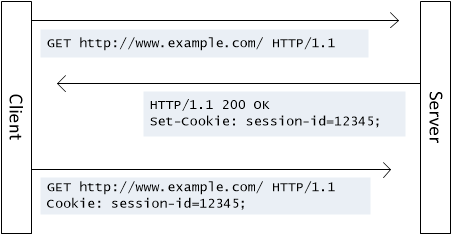 GET http://www.example.com/ HTTP/1.1
Client
HTTP/1.1 200 OK
Set-Cookie: session-id=12345;
Server
GET http://www.example.com/ HTTP/1.1
Cookie: session-id=12345;